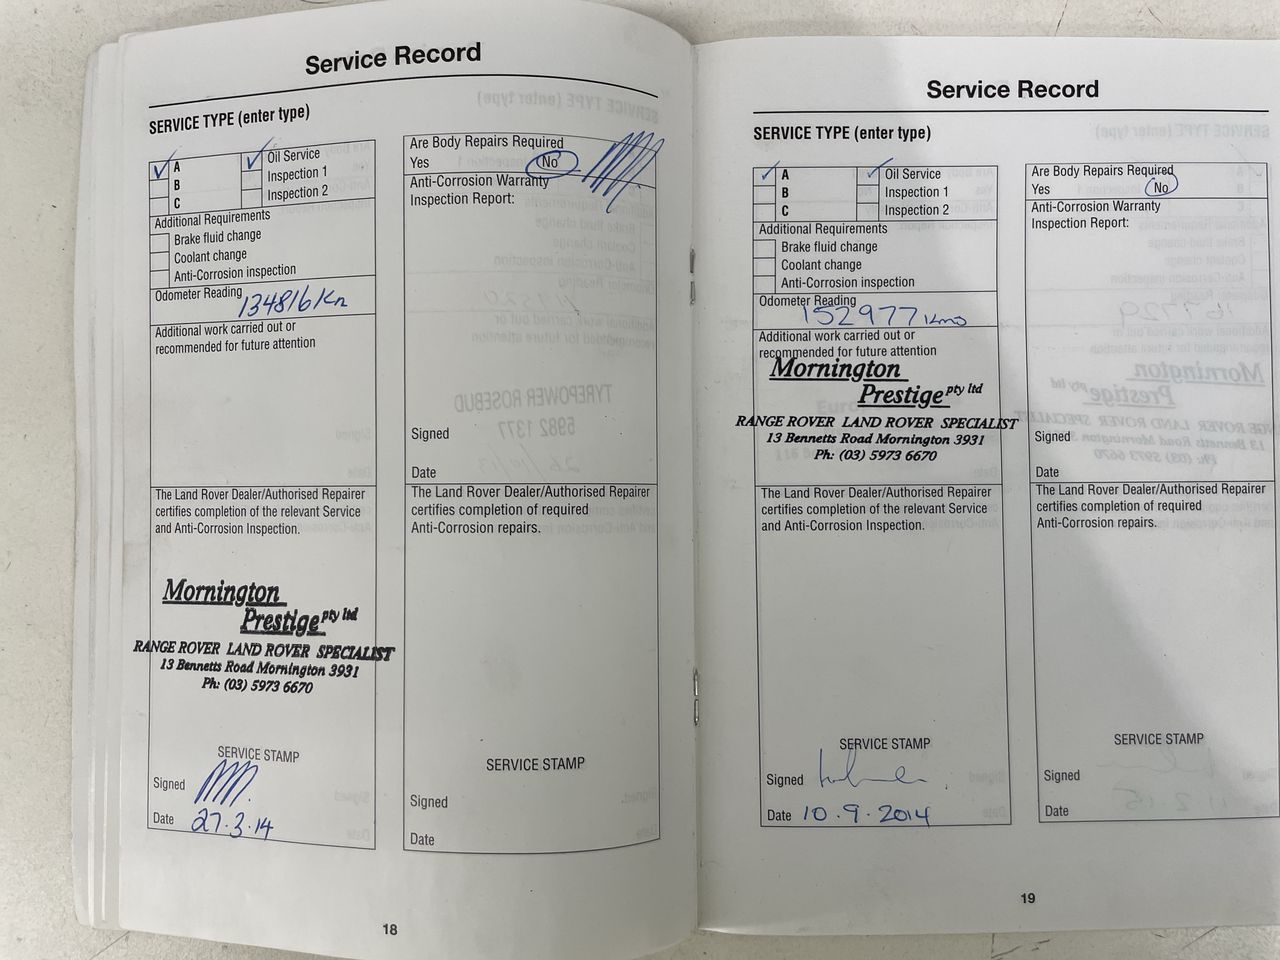 Service Record
SERVICE TYPE (enter type)
A
B
C
Oil Service
Inspection 1
Inspection 2
Additional Requirements
Brake fluid change
Coolant change
Anti-Corrosion inspection
Odometer Reading
134816 Km
Additional work carried out or
recommended for future attention
The Land Rover Dealer/Authorised Repairer
certifies completion of the relevant Service
and Anti-Corrosion Inspection.
Mornington
Prestige pty ltd
RANGE ROVER LAND ROVER SPECIALIST
13 Bennetts Road Mornington 3931
Ph: (03) 5973 6670
SERVICE STAMP
Signed
Date 27.3.14
Are Body Repairs Required
Yes No
Anti-Corrosion Warranty
Inspection Report:
Signed
Date
The Land Rover Dealer/Authorised Repairer
certifies completion of required
Anti-Corrosion repairs.
SERVICE STAMP
Signed
Date
18
Service Record
SERVICE TYPE (enter type)
A
B
C
Oil Service
Inspection 1
Inspection 2
Additional Requirements
Brake fluid change
Coolant change
Anti-Corrosion inspection
Odometer Reading
152977 Kms
Additional work carried out or
recommended for future attention
Mornington
Prestige pty ltd
RANGE ROVER LAND ROVER SPECIALIST
13 Bennetts Road Mornington 3931
Ph: (03) 5973 6670
The Land Rover Dealer/Authorised Repairer
certifies completion of the relevant Service
and Anti-Corrosion Inspection.
SERVICE STAMP
Signed
Date 10.9.2014
Are Body Repairs Required
Yes No
Anti-Corrosion Warranty
Inspection Report:
Signed
Date
The Land Rover Dealer/Authorised Repairer
certifies completion of required
Anti-Corrosion repairs.
SERVICE STAMP
Signed
Date
19